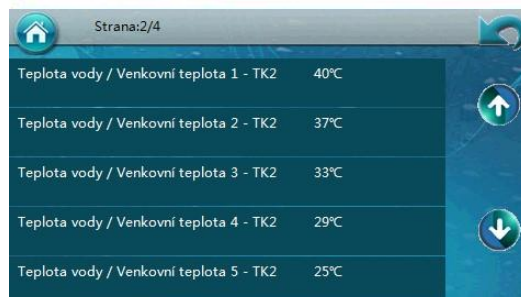 Strana:2/4
Teplota vody / Venkovní teplota 1 - TK2 40℃
Teplota vody / Venkovní teplota 2 - TK2 37℃
Teplota vody / Venkovní teplota 3 - TK2 33℃
Teplota vody / Venkovní teplota 4 - TK2 29℃
Teplota vody / Venkovní teplota 5 - TK2 25℃